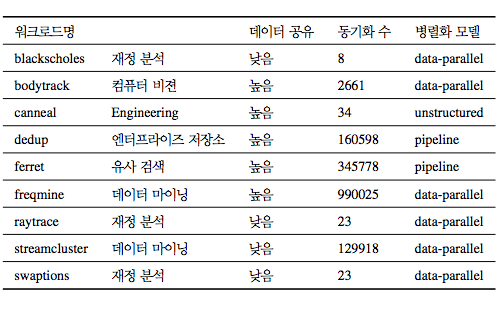 워크로드명 데이터 공유 동기화 수 병렬화 모델
blackscholes 재정 분석 낮음 8 data-parallel
bodytrack 컴퓨터 비젼 높음 2661 data-parallel
canneal Engineering 높음 34 unstructured
dedup 엔터프라이즈 저장소 높음 160598 pipeline
ferret 유사 검색 높음 345778 pipeline
freqmine 데이터 마이닝 높음 990025 data-parallel
raytrace 재정 분석 낮음 23 data-parallel
streamcluster 데이터 마이닝 낮음 129918 data-parallel
swaptions 재정 분석 낮음 23 data-parallel